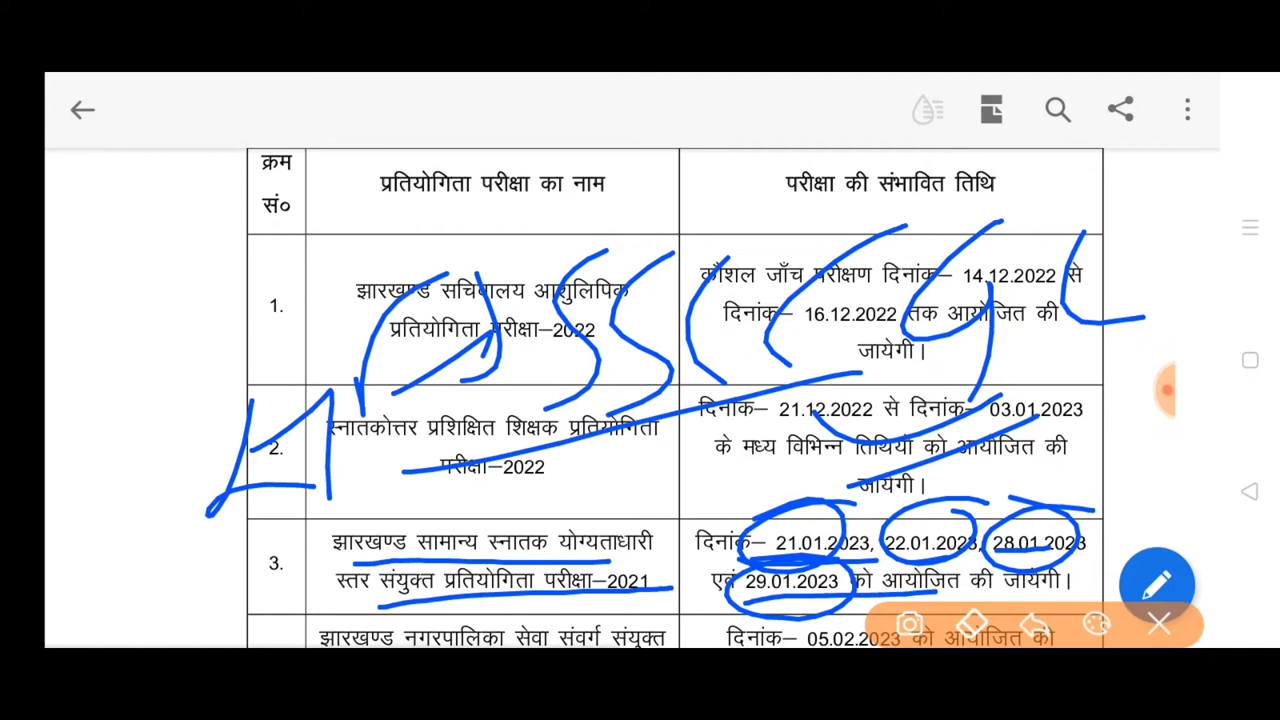 क्रम
सं०
प्रतियोगिता परीक्षा का नाम
परीक्षा की संभावित तिथि
1.
झारखण्ड सचिवालय आशुलिपिक
प्रतियोगिता परीक्षा–2022
कौशल जाँच परीक्षण दिनांक– 14.12.2022 से
दिनांक– 16.12.2022 तक आयोजित की
जायेगी।
2.
स्नातकोत्तर प्रशिक्षित शिक्षक प्रतियोगिता
परीक्षा–2022
दिनांक– 21.12.2022 से दिनांक– 03.01.2023
के मध्य विभिन्न तिथियों को आयोजित की
जायेगी।
3.
झारखण्ड सामान्य स्नातक योग्यताधारी
स्तर संयुक्त प्रतियोगिता परीक्षा–2021
दिनांक– 21.01.2023, 22.01.2023, 28.01.2023
एवं 29.01.2023 को आयोजित की जायेगी।
झारखण्ड नगरपालिका सेवा संवर्ग संयुक्त
दिनांक– 05.02.2023 को आयोजित की